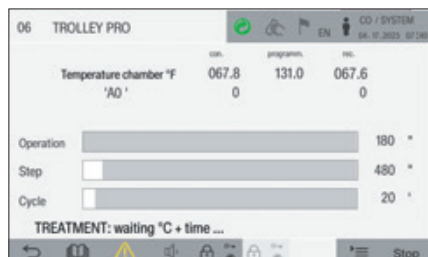 06 TROLLEY PRO EN CO / SYSTEM
con. programm. rec.
Temperature chamber °F 067.8 131.0 067.6
'A0 ' 0 0
Operation 180 "
Step 480 "
Cycle 20 '
TREATMENT: waiting °C + time ...
Stop